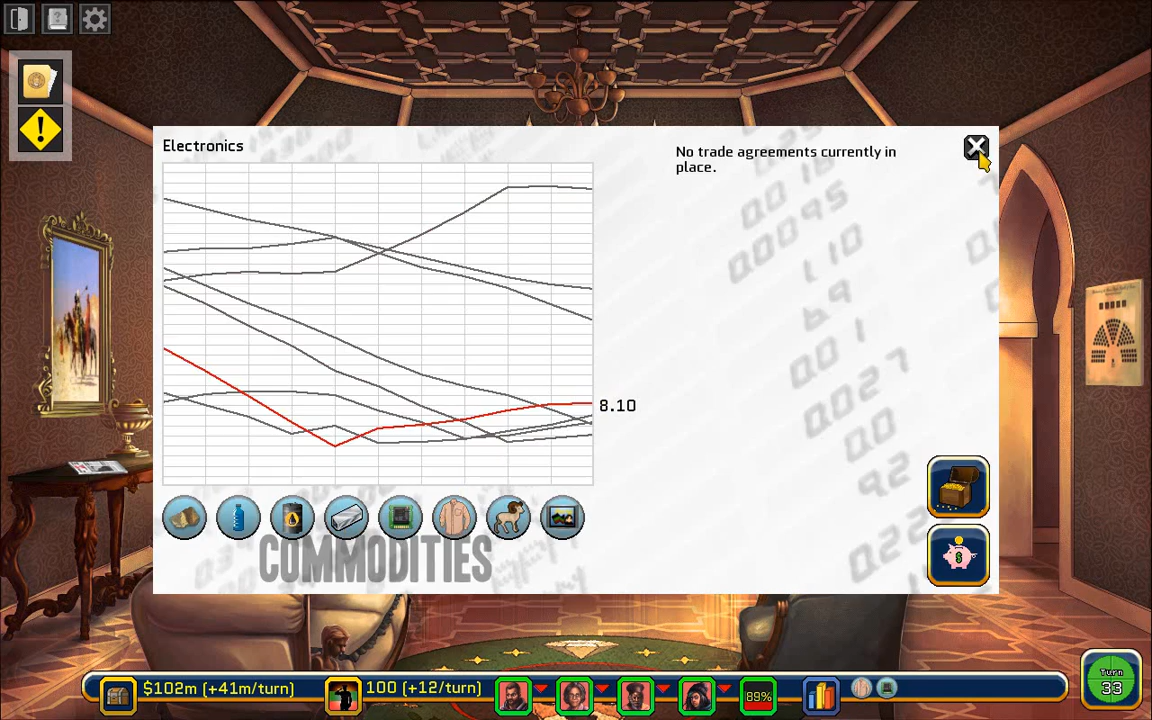 Electronics
No trade agreements currently in
place.
8.10
COMMODITIES
$102m (+41m/turn)
100 (+12/turn)
89%
Turn
33